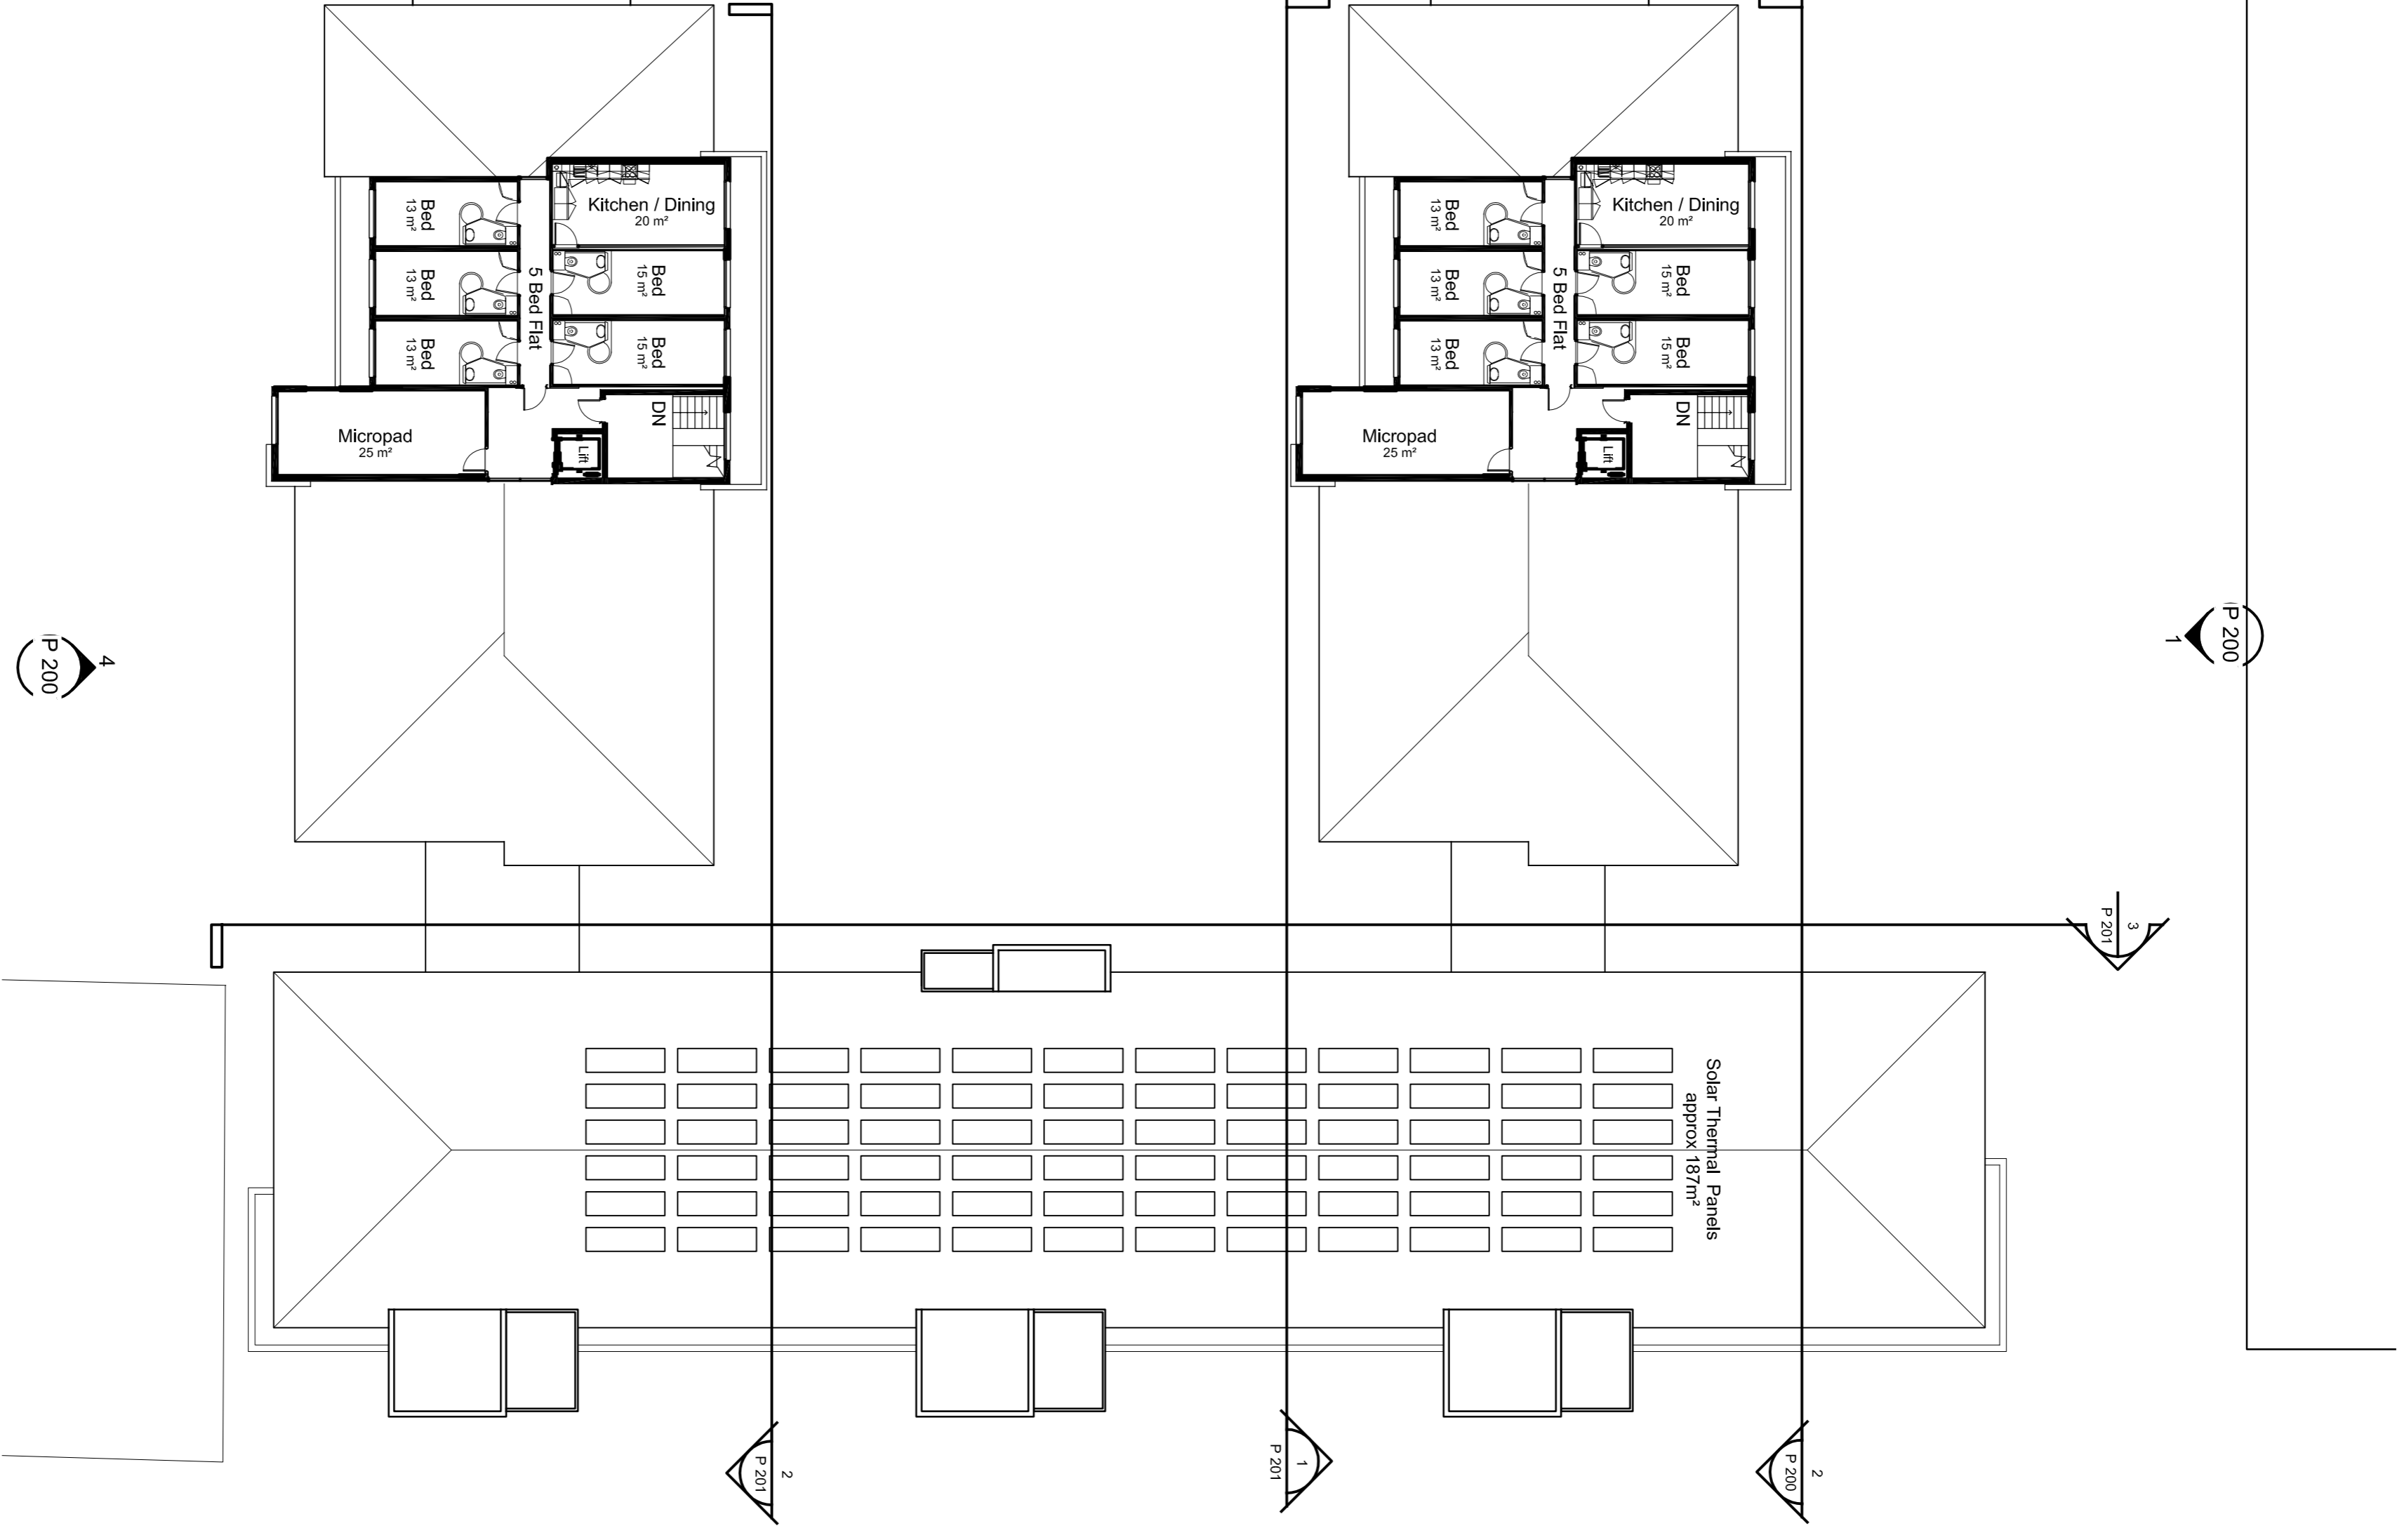 Kitchen / Dining
20 m²
Bed
13 m²
Bed
15 m²
Bed
13 m²
5 Bed Flat
Bed
15 m²
Bed
13 m²
DN
Lift
Micropad
25 m²
Kitchen / Dining
20 m²
Bed
13 m²
Bed
15 m²
Bed
13 m²
5 Bed Flat
Bed
15 m²
Bed
13 m²
DN
Lift
Micropad
25 m²
4
P 200
1
P 200
3
P 201
Solar Thermal Panels
approx 187m²
2
P 201
1
P 201
2
P 200